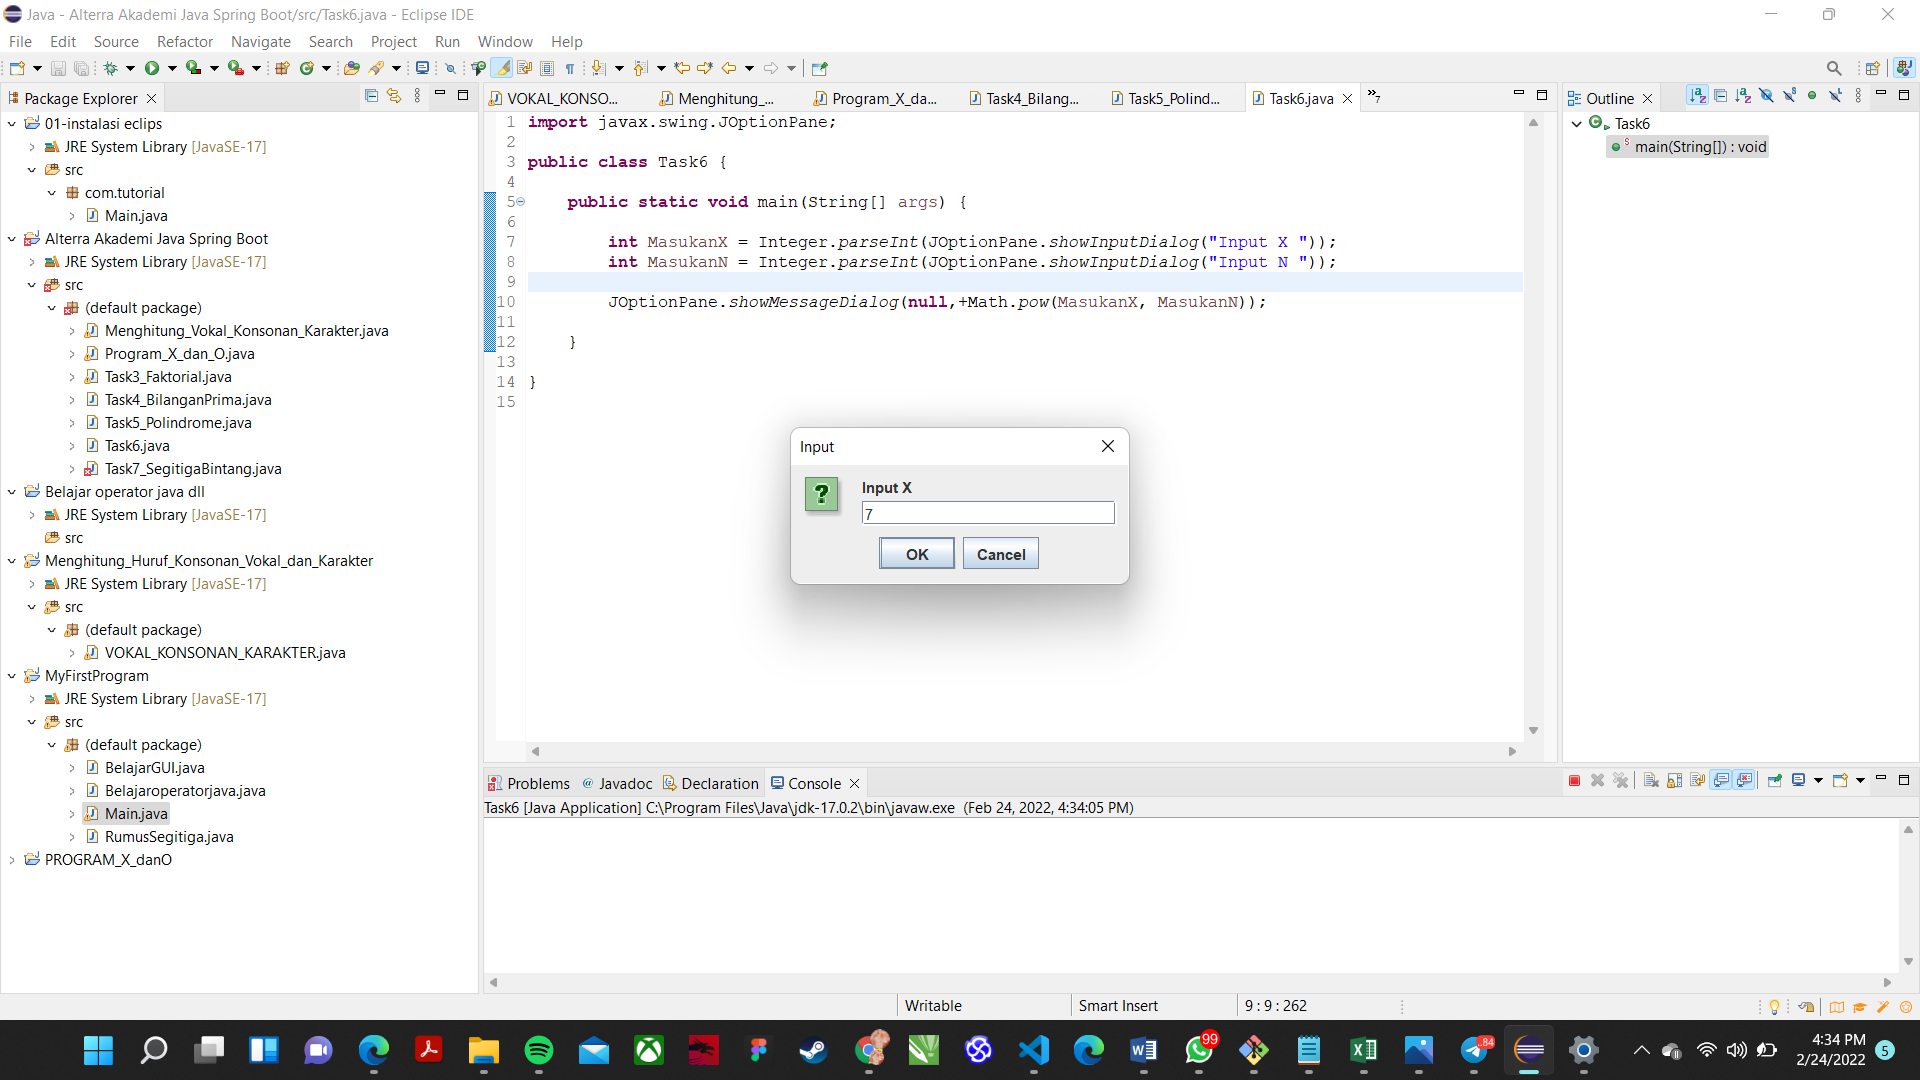 Java - Alterra Akademi Java Spring Boot/src/Task6.java - Eclipse IDE
File Edit Source Refactor Navigate Search Project Run Window Help
Package Explorer
01-instalasi eclips
JRE System Library [JavaSE-17]
src
com.tutorial
Main.java
Alterra Akademi Java Spring Boot
JRE System Library [JavaSE-17]
src
(default package)
Menghitung_Vokal_Konsonan_Karakter.java
Program_X_dan_O.java
Task3_Faktorial.java
Task4_BilanganPrima.java
Task5_Polindrome.java
Task6.java
Task7_SegitigaBintang.java
Belajar operator java dll
JRE System Library [JavaSE-17]
src
Menghitung_Huruf_Konsonan_Vokal_dan_Karakter
JRE System Library [JavaSE-17]
src
(default package)
VOKAL_KONSONAN_KARAKTER.java
MyFirstProgram
JRE System Library [JavaSE-17]
src
(default package)
BelajarGUI.java
Belajaroperatorjava.java
Main.java
RumusSegitiga.java
PROGRAM_X_danO
VOKAL_KONSO... Menghitung_... Program_X_da... Task4_Bilang... Task5_Polind... Task6.java »7
1 import javax.swing.JOptionPane;
2
3 public class Task6 {
4
5 public static void main(String[] args) {
6
7 int MasukanX = Integer.parseInt(JOptionPane.showInputDialog("Input X "));
8 int MasukanN = Integer.parseInt(JOptionPane.showInputDialog("Input N "));
9
10 JOptionPane.showMessageDialog(null,+Math.pow(MasukanX, MasukanN));
11
12 }
13
14 }
15
Input
Input X
7
OK Cancel
Outline
Task6
main(String[]) : void
Problems @ Javadoc Declaration Console
Task6 [Java Application] C:\Program Files\Java\jdk-17.0.2\bin\javaw.exe (Feb 24, 2022, 4:34:05 PM)
Writable Smart Insert 9 : 9 : 262
99
84
4:34 PM
2/24/2022
5